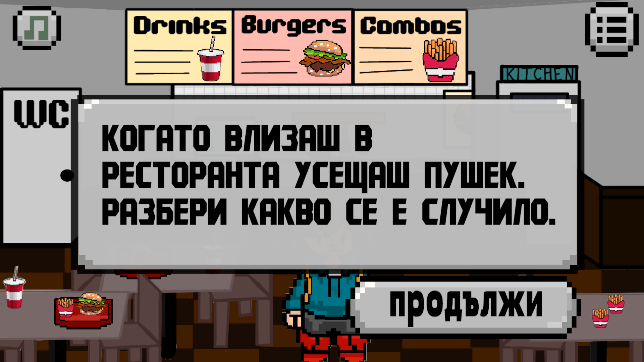 Drinks
Burgers
Combos
KITCHEN
WC
КОГАТО ВЛИЗАШ В
РЕСТОРАНТА УСЕЩАШ ПУШЕК.
РАЗБЕРИ КАКВО СЕ Е СЛУЧИЛО.
ПРОДЪЛЖИ